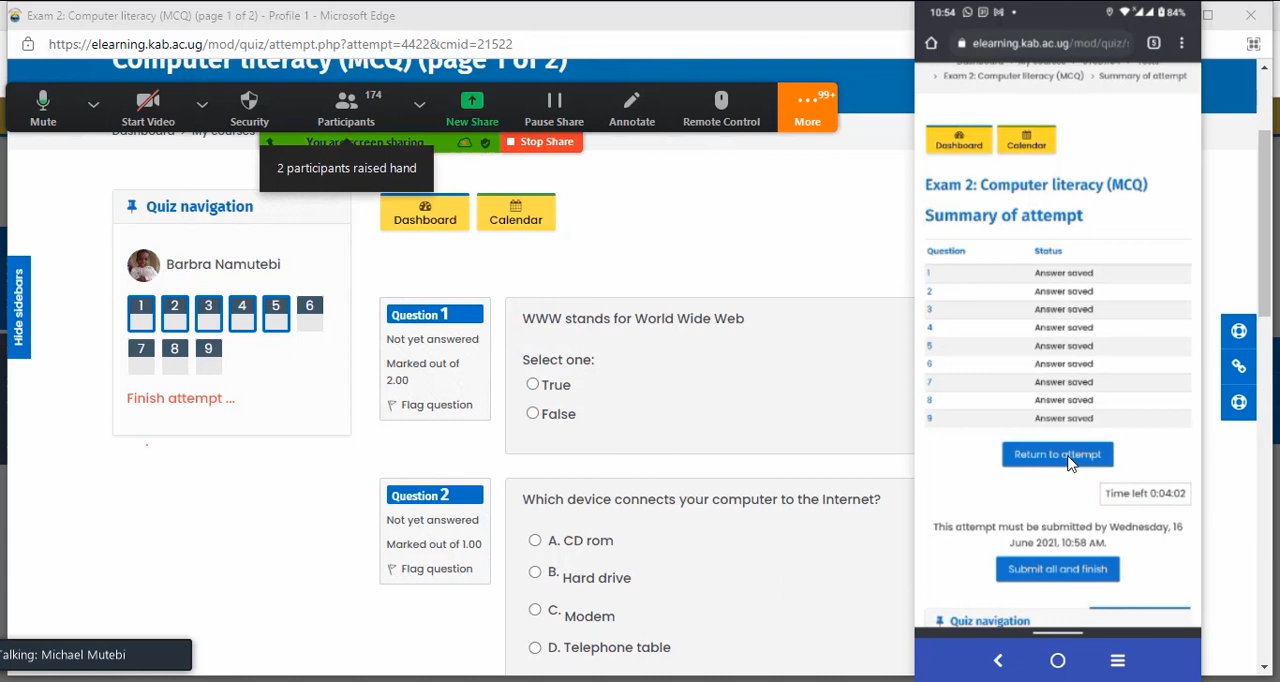 Exam 2: Computer literacy (MCQ) (page 1 of 2) - Profile 1 - Microsoft Edge
https://elearning.kab.ac.ug/mod/quiz/attempt.php?attempt=4422&cmid=21522
Computer literacy (MCQ) (page 1 of 2)
Mute
Start Video
Security
174
Participants
New Share
Pause Share
Annotate
Remote Control
99+
More
Dashboard My courses
You are screen sharing
Stop Share
2 participants raised hand
Hide sidebars
Quiz navigation
Barbra Namutebi
1 2 3 4 5 6
7 8 9
Finish attempt ...
Dashboard
Calendar
Question 1
Not yet answered
Marked out of
2.00
Flag question
WWW stands for World Wide Web
Select one:
True
False
Question 2
Not yet answered
Marked out of 1.00
Flag question
Which device connects your computer to the Internet?
A. CD rom
B. Hard drive
C. Modem
D. Telephone table
Talking: Michael Mutebi
10:54
84%
elearning.kab.ac.ug/mod/quiz/
5
Exam 2: Computer literacy (MCQ) > Summary of attempt
Dashboard
Calendar
Exam 2: Computer literacy (MCQ)
Summary of attempt
Question Status
1 Answer saved
2 Answer saved
3 Answer saved
4 Answer saved
5 Answer saved
6 Answer saved
7 Answer saved
8 Answer saved
9 Answer saved
Return to attempt
Time left 0:04:02
This attempt must be submitted by Wednesday, 16
June 2021, 10:58 AM.
Submit all and finish
Quiz navigation